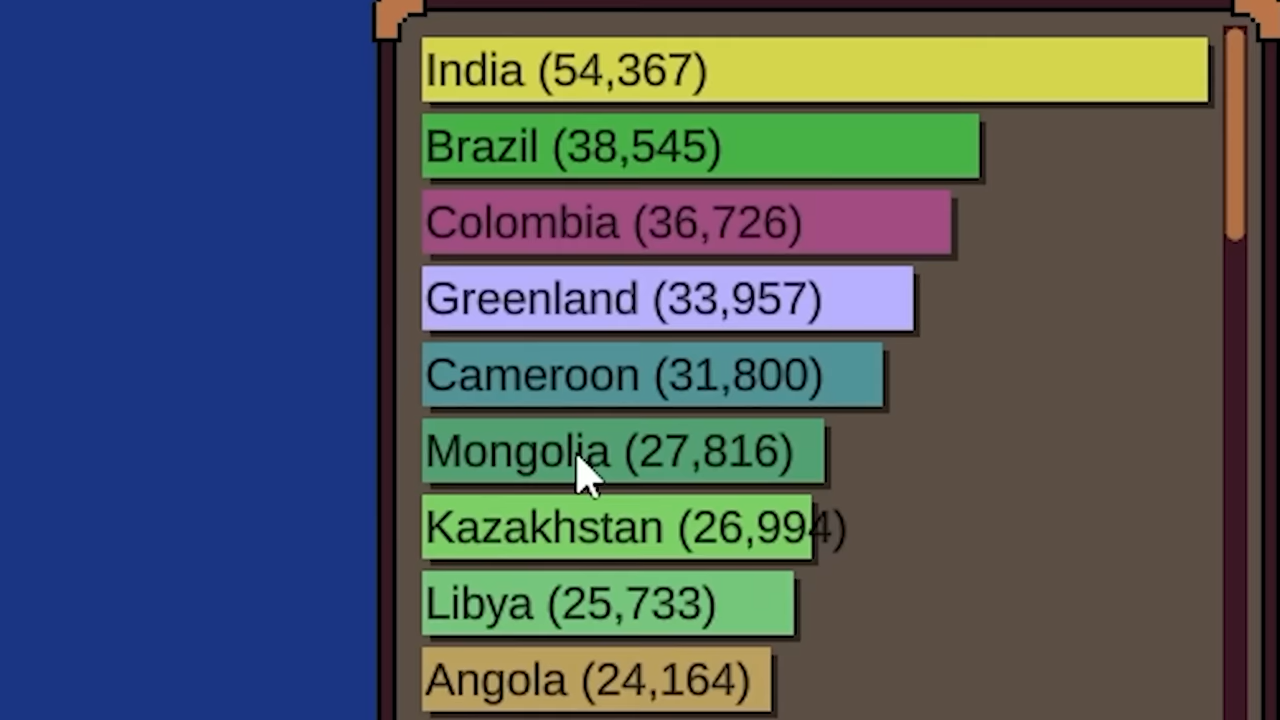 India (54,367)
Brazil (38,545)
Colombia (36,726)
Greenland (33,957)
Cameroon (31,800)
Mongolia (27,816)
Kazakhstan (26,994)
Libya (25,733)
Angola (24,164)